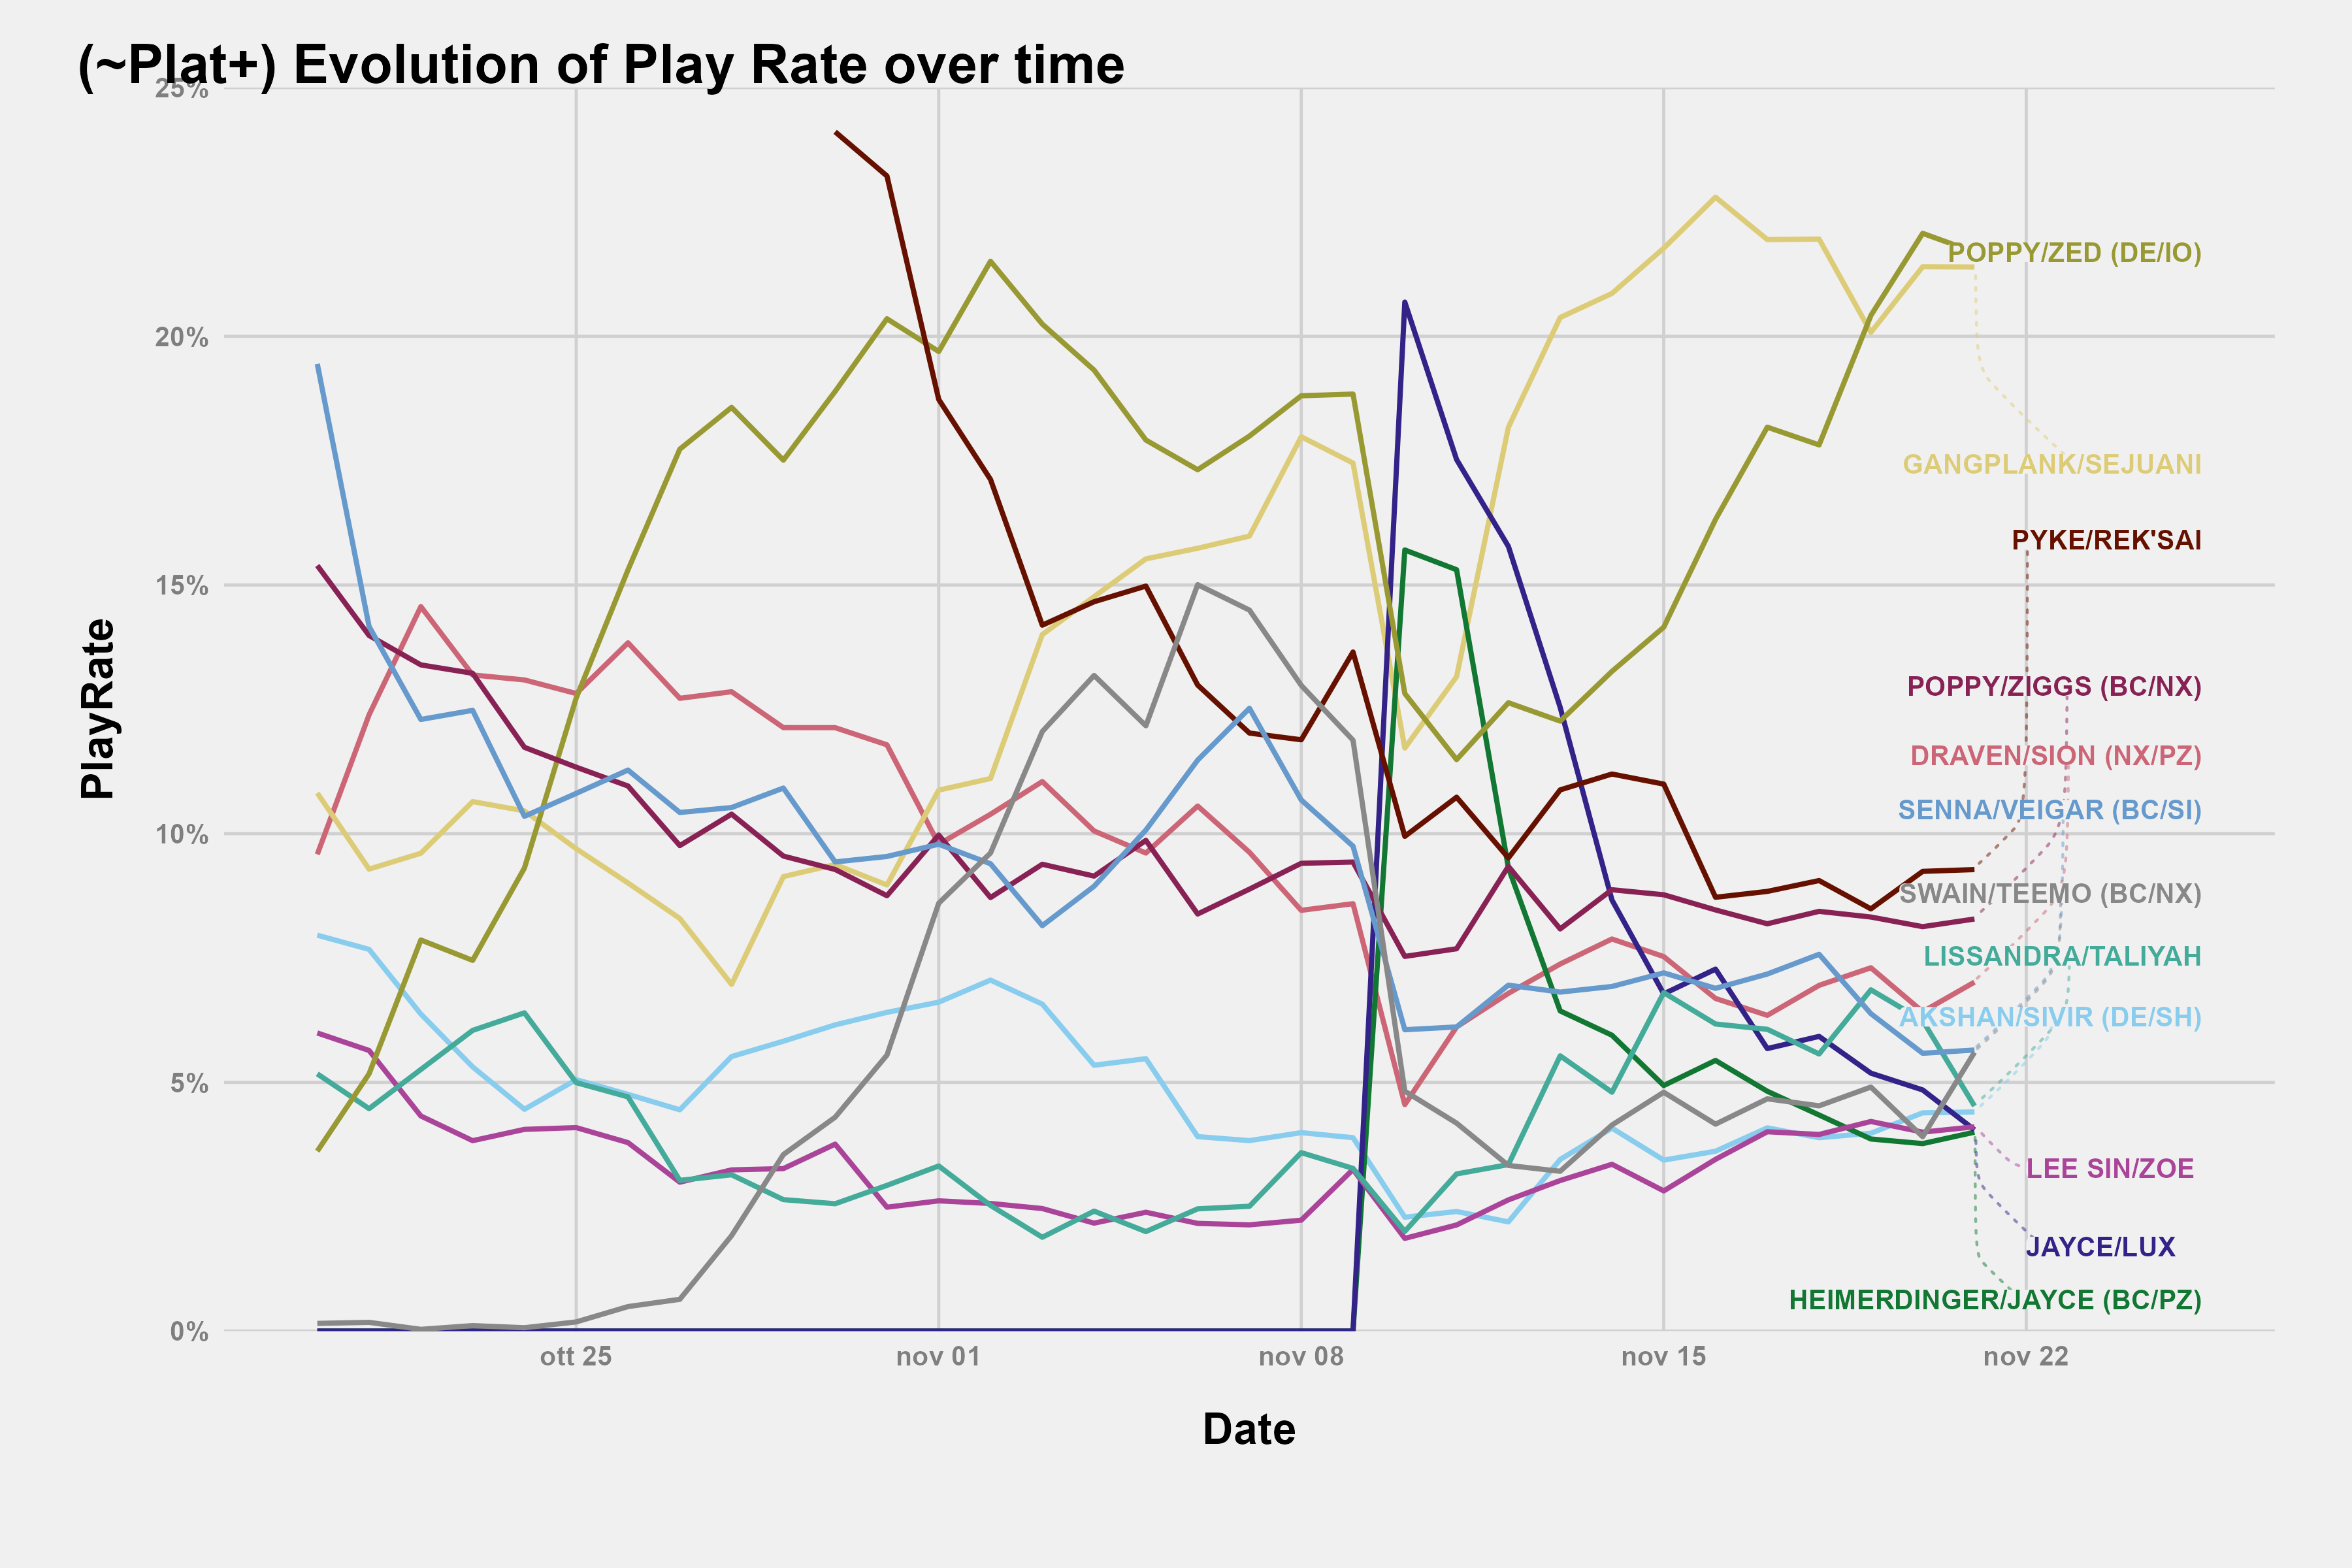 (~Plat+) Evolution of Play Rate over time
25%
20%
15%
10%
5%
0%
PlayRate
POPPY/ZED (DE/IO)
GANGPLANK/SEJUANI
PYKE/REK'SAI
POPPY/ZIGGS (BC/NX)
DRAVEN/SION (NX/PZ)
SENNA/VEIGAR (BC/SI)
SWAIN/TEEMO (BC/NX)
LISSANDRA/TALIYAH
AKSHAN/SIVIR (DE/SH)
LEE SIN/ZOE
JAYCE/LUX
HEIMERDINGER/JAYCE (BC/PZ)
ott 25
nov 01
nov 08
nov 15
nov 22
Date